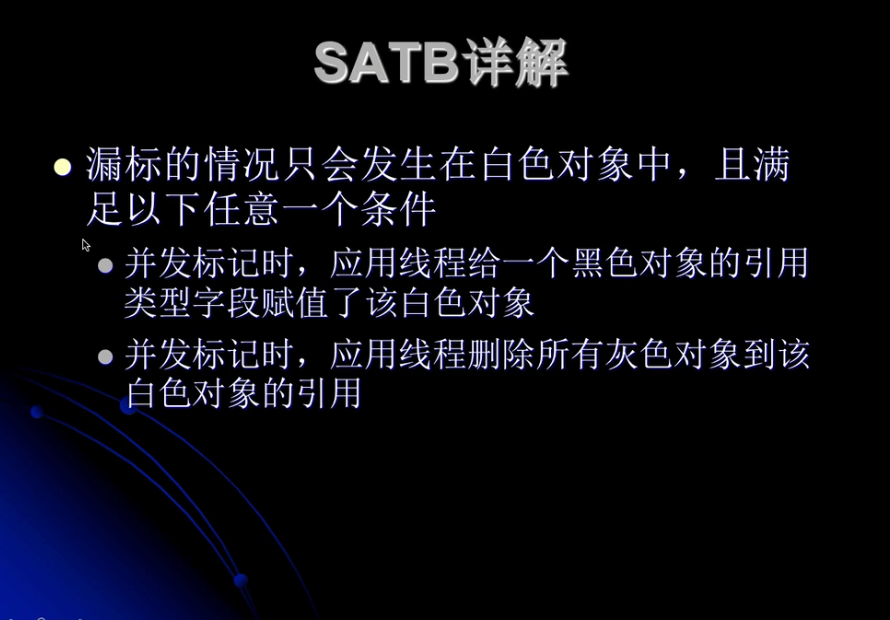 SATB详解
漏标的情况只会发生在白色对象中，且满
足以下任意一个条件
并发标记时，应用线程给一个黑色对象的引用
类型字段赋值了该白色对象
并发标记时，应用线程删除所有灰色对象到该
白色对象的引用